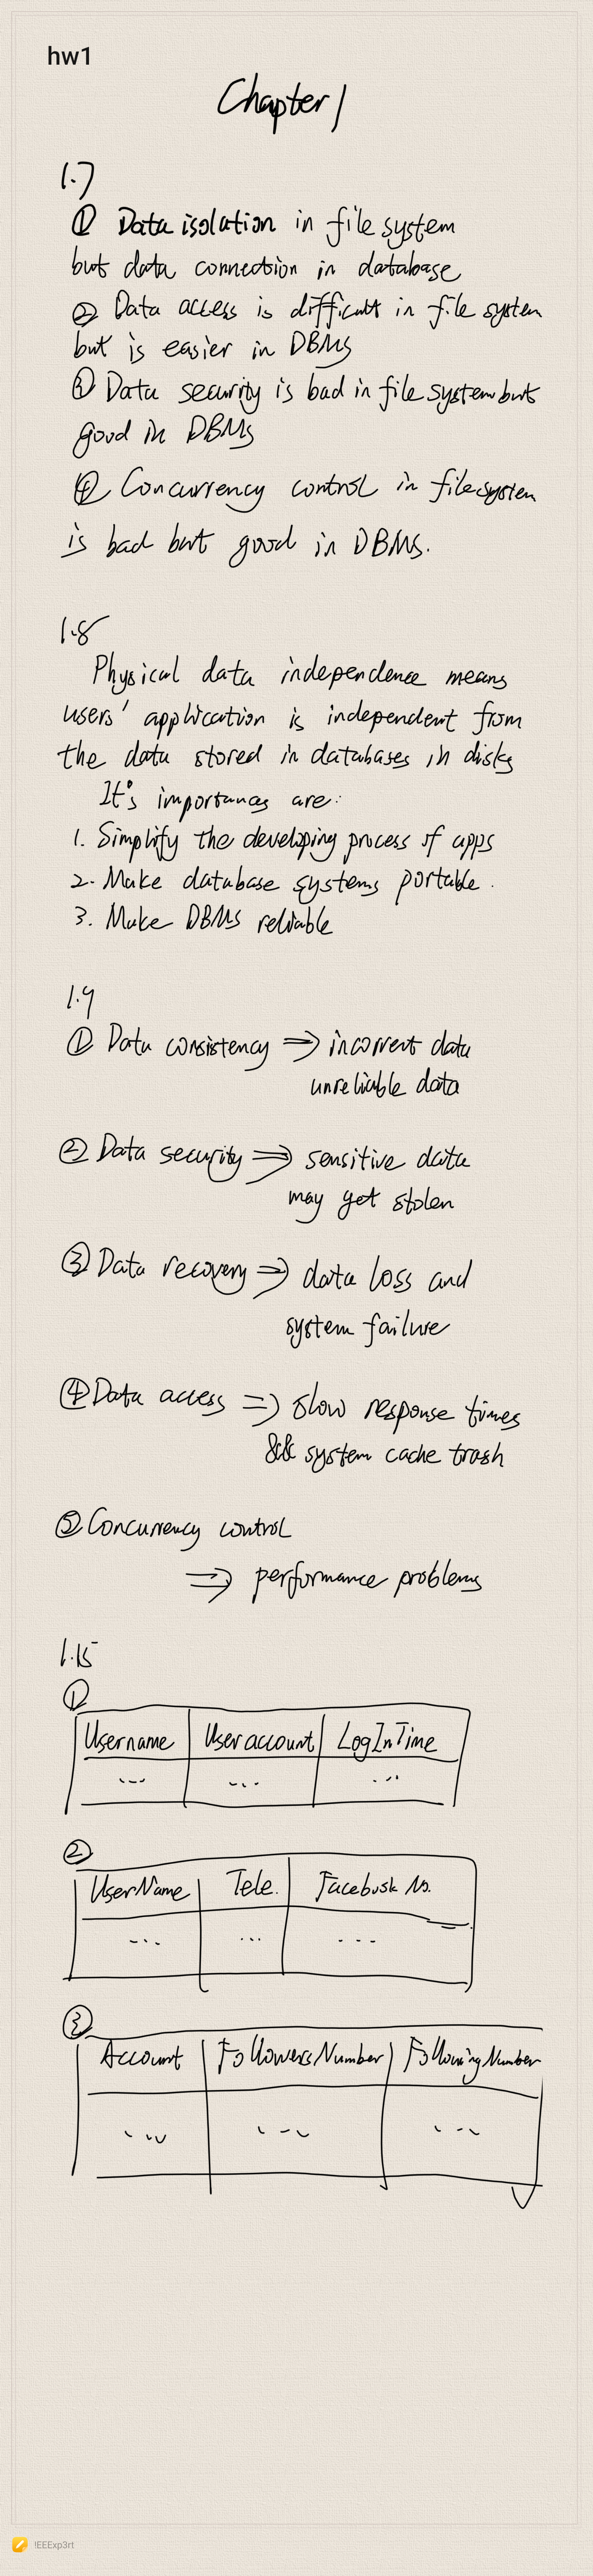 hw1
Chapter 1
1.7
① Data isolation in file system
but data connection in database
② Data access is difficult in file system
but is easier in DBMS
③ Data security is bad in file system but
good in DBMS
④ Concurrency control in file system
is bad but good in DBMS.
1.8
Physical data independence means
users' application is independent from
the data stored in databases in disks
It's importances are:
1. Simplify the developing process of apps
2. Make database systems portable.
3. Make DBMS reliable
1.9
① Data consistency ⇒ incorrect data
unreliable data
② Data security ⇒ sensitive data
may get stolen
③ Data recovery ⇒ data loss and
system failure
④ Data access ⇒ slow response times
&& system cache trash
⑤ Concurrency control
⇒ performance problems
1.15
①
Username User account LogInTime
... ... ...
②
UserName Tele. Facebook No.
... ... ...
③
Account FollowersNumber FollowingNumber
... ... ...
!EEExp3rt